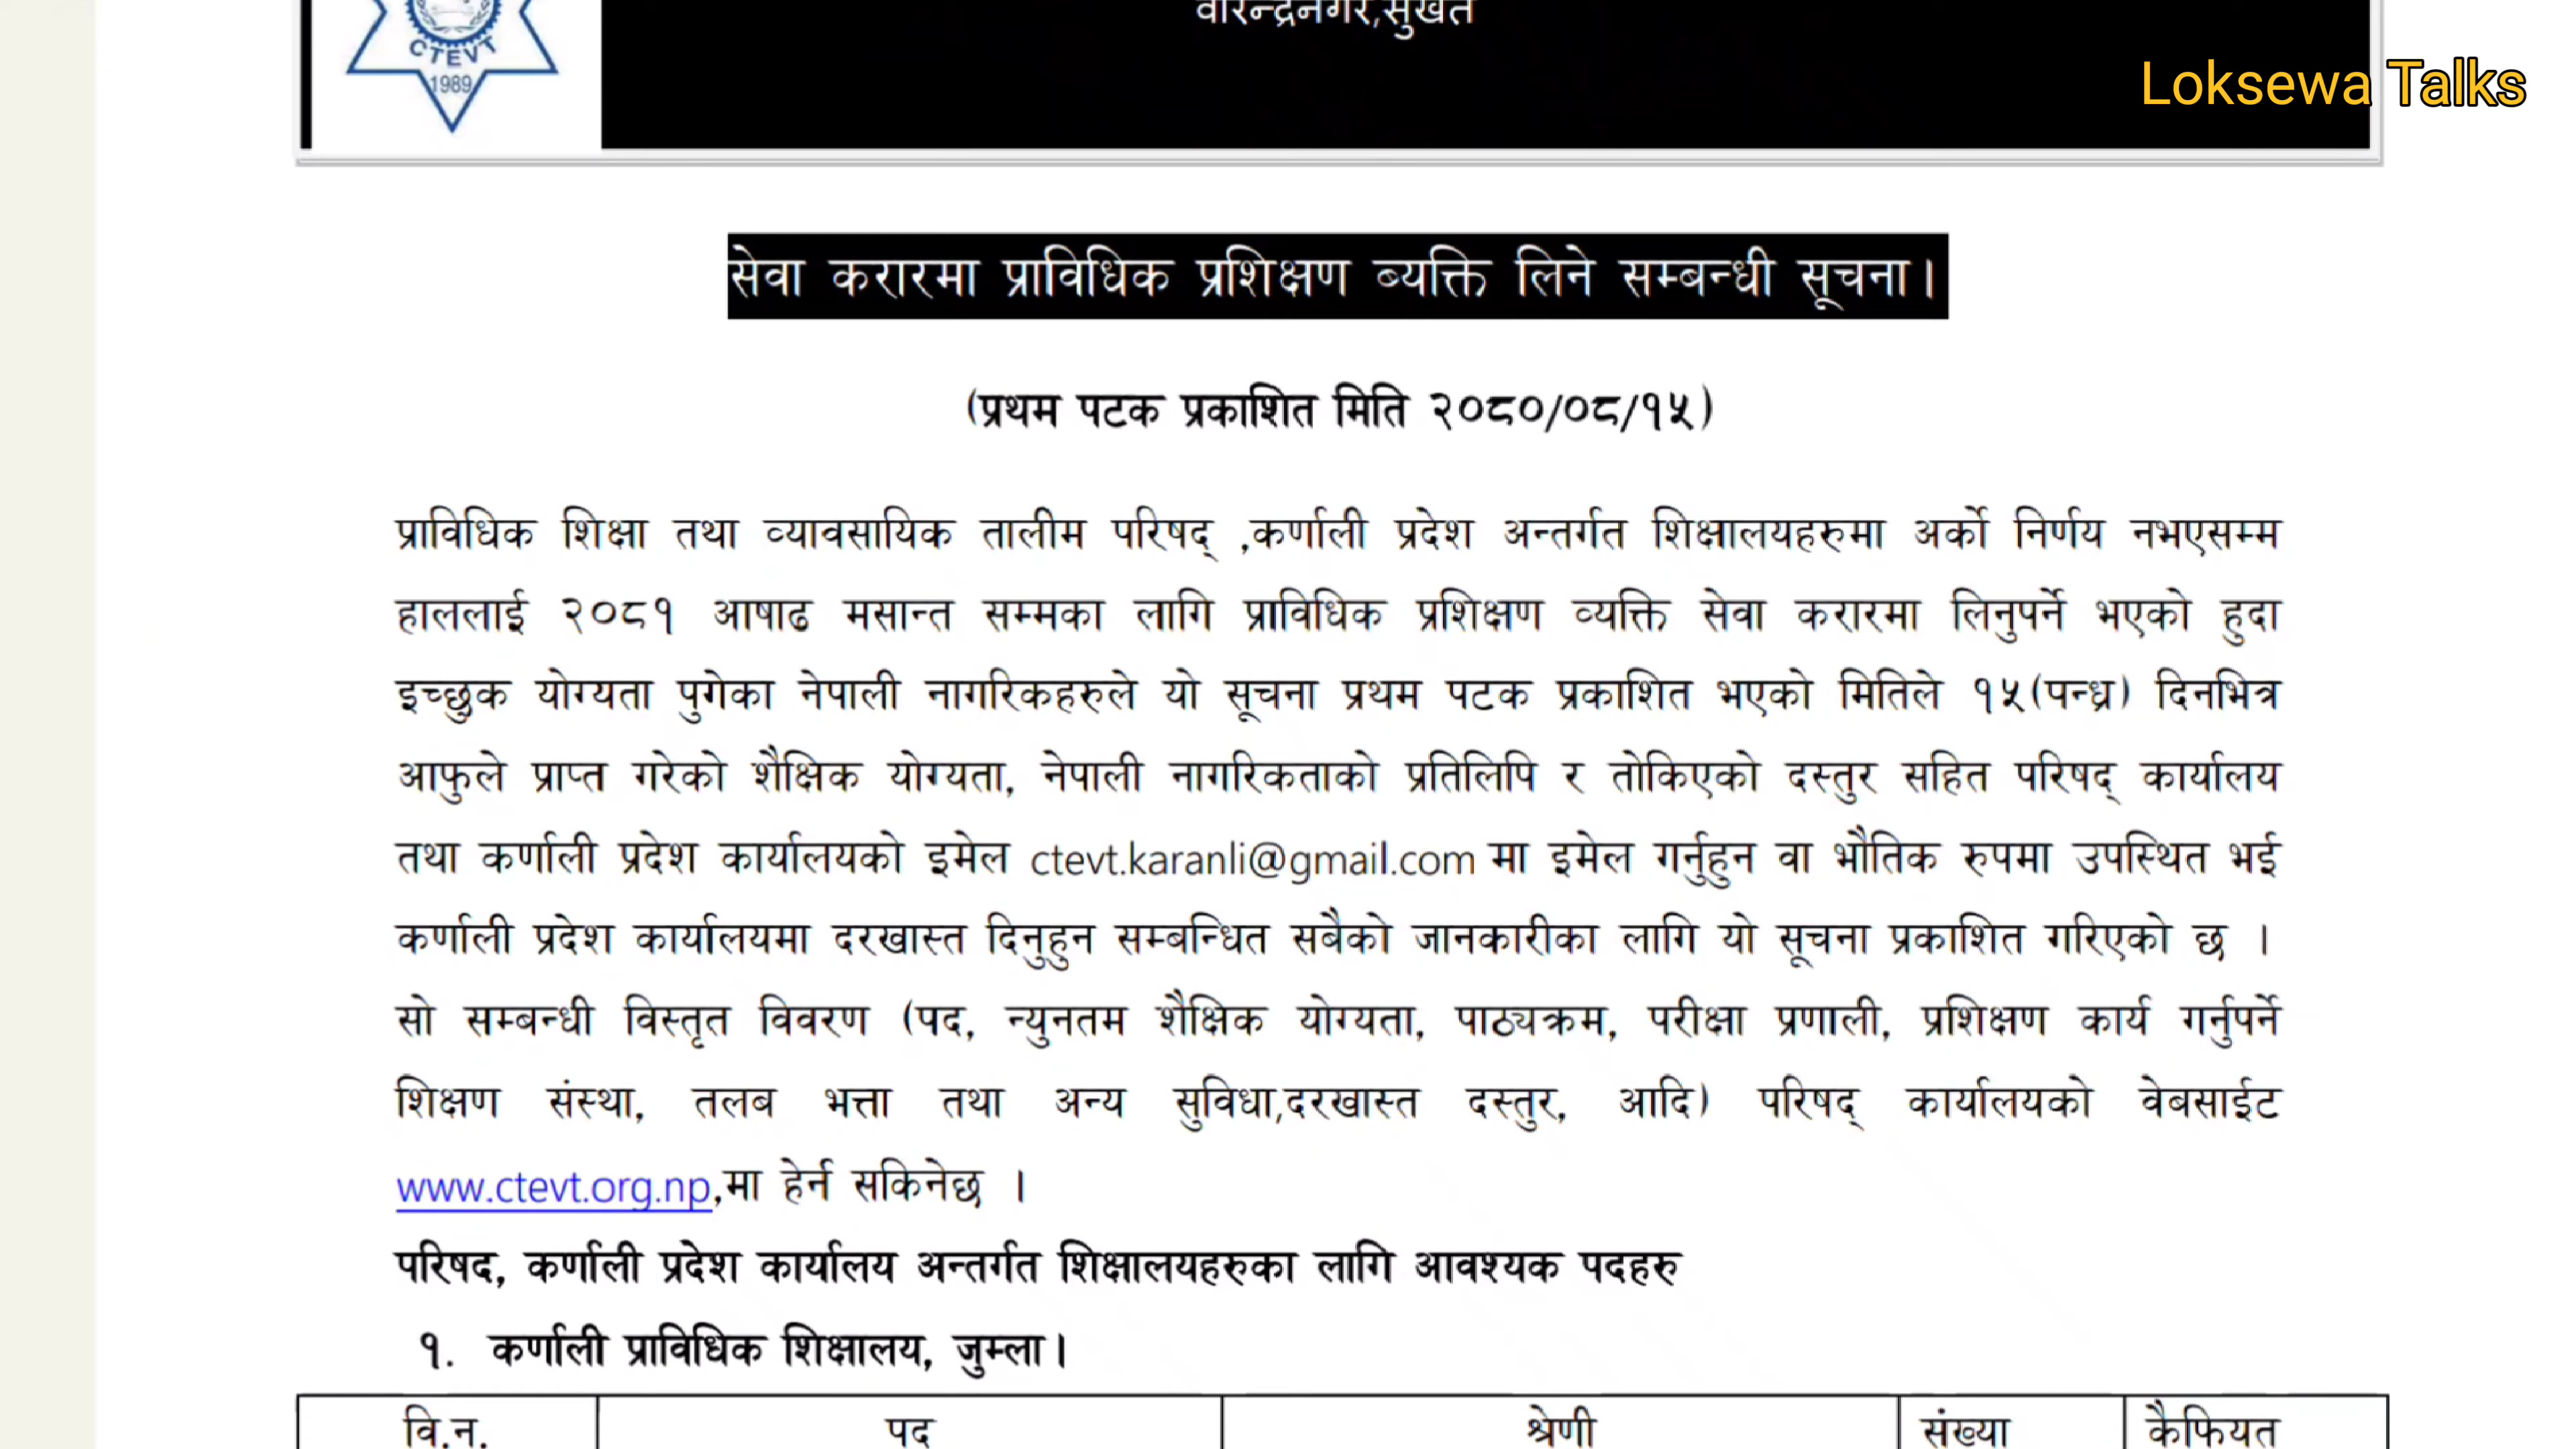 CTEVT
1989
वीरेन्द्रनगर,सुर्खेत
Loksewa Talks
सेवा करारमा प्राविधिक प्रशिक्षण ब्यक्ति लिने सम्बन्धी सूचना।
(प्रथम पटक प्रकाशित मिति २०८०/०८/१५)
प्राविधिक शिक्षा तथा व्यावसायिक तालीम परिषद् ,कर्णाली प्रदेश अन्तर्गत शिक्षालयहरुमा अर्को निर्णय नभएसम्म
हाललाई २०८१ आषाढ मसान्त सम्मका लागि प्राविधिक प्रशिक्षण व्यक्ति सेवा करारमा लिनुपर्ने भएको हुदा
इच्छुक योग्यता पुगेका नेपाली नागरिकहरुले यो सूचना प्रथम पटक प्रकाशित भएको मितिले १५(पन्ध्र) दिनभित्र
आफुले प्राप्त गरेको शैक्षिक योग्यता, नेपाली नागरिकताको प्रतिलिपि र तोकिएको दस्तुर सहित परिषद् कार्यालय
तथा कर्णाली प्रदेश कार्यालयको इमेल ctevt.karanli@gmail.com मा इमेल गर्नुहुन वा भौतिक रुपमा उपस्थित भई
कर्णाली प्रदेश कार्यालयमा दरखास्त दिनुहुन सम्बन्धित सबैको जानकारीका लागि यो सूचना प्रकाशित गरिएको छ ।
सो सम्बन्धी विस्तृत विवरण (पद, न्युनतम शैक्षिक योग्यता, पाठ्यक्रम, परीक्षा प्रणाली, प्रशिक्षण कार्य गर्नुपर्ने
शिक्षण संस्था, तलब भत्ता तथा अन्य सुविधा,दरखास्त दस्तुर, आदि) परिषद् कार्यालयको वेबसाईट
www.ctevt.org.np,मा हेर्न सकिनेछ ।
परिषद, कर्णाली प्रदेश कार्यालय अन्तर्गत शिक्षालयहरुका लागि आवश्यक पदहरु
१. कर्णाली प्राविधिक शिक्षालय, जुम्ला।
वि.न. पद श्रेणी संख्या कैफियत